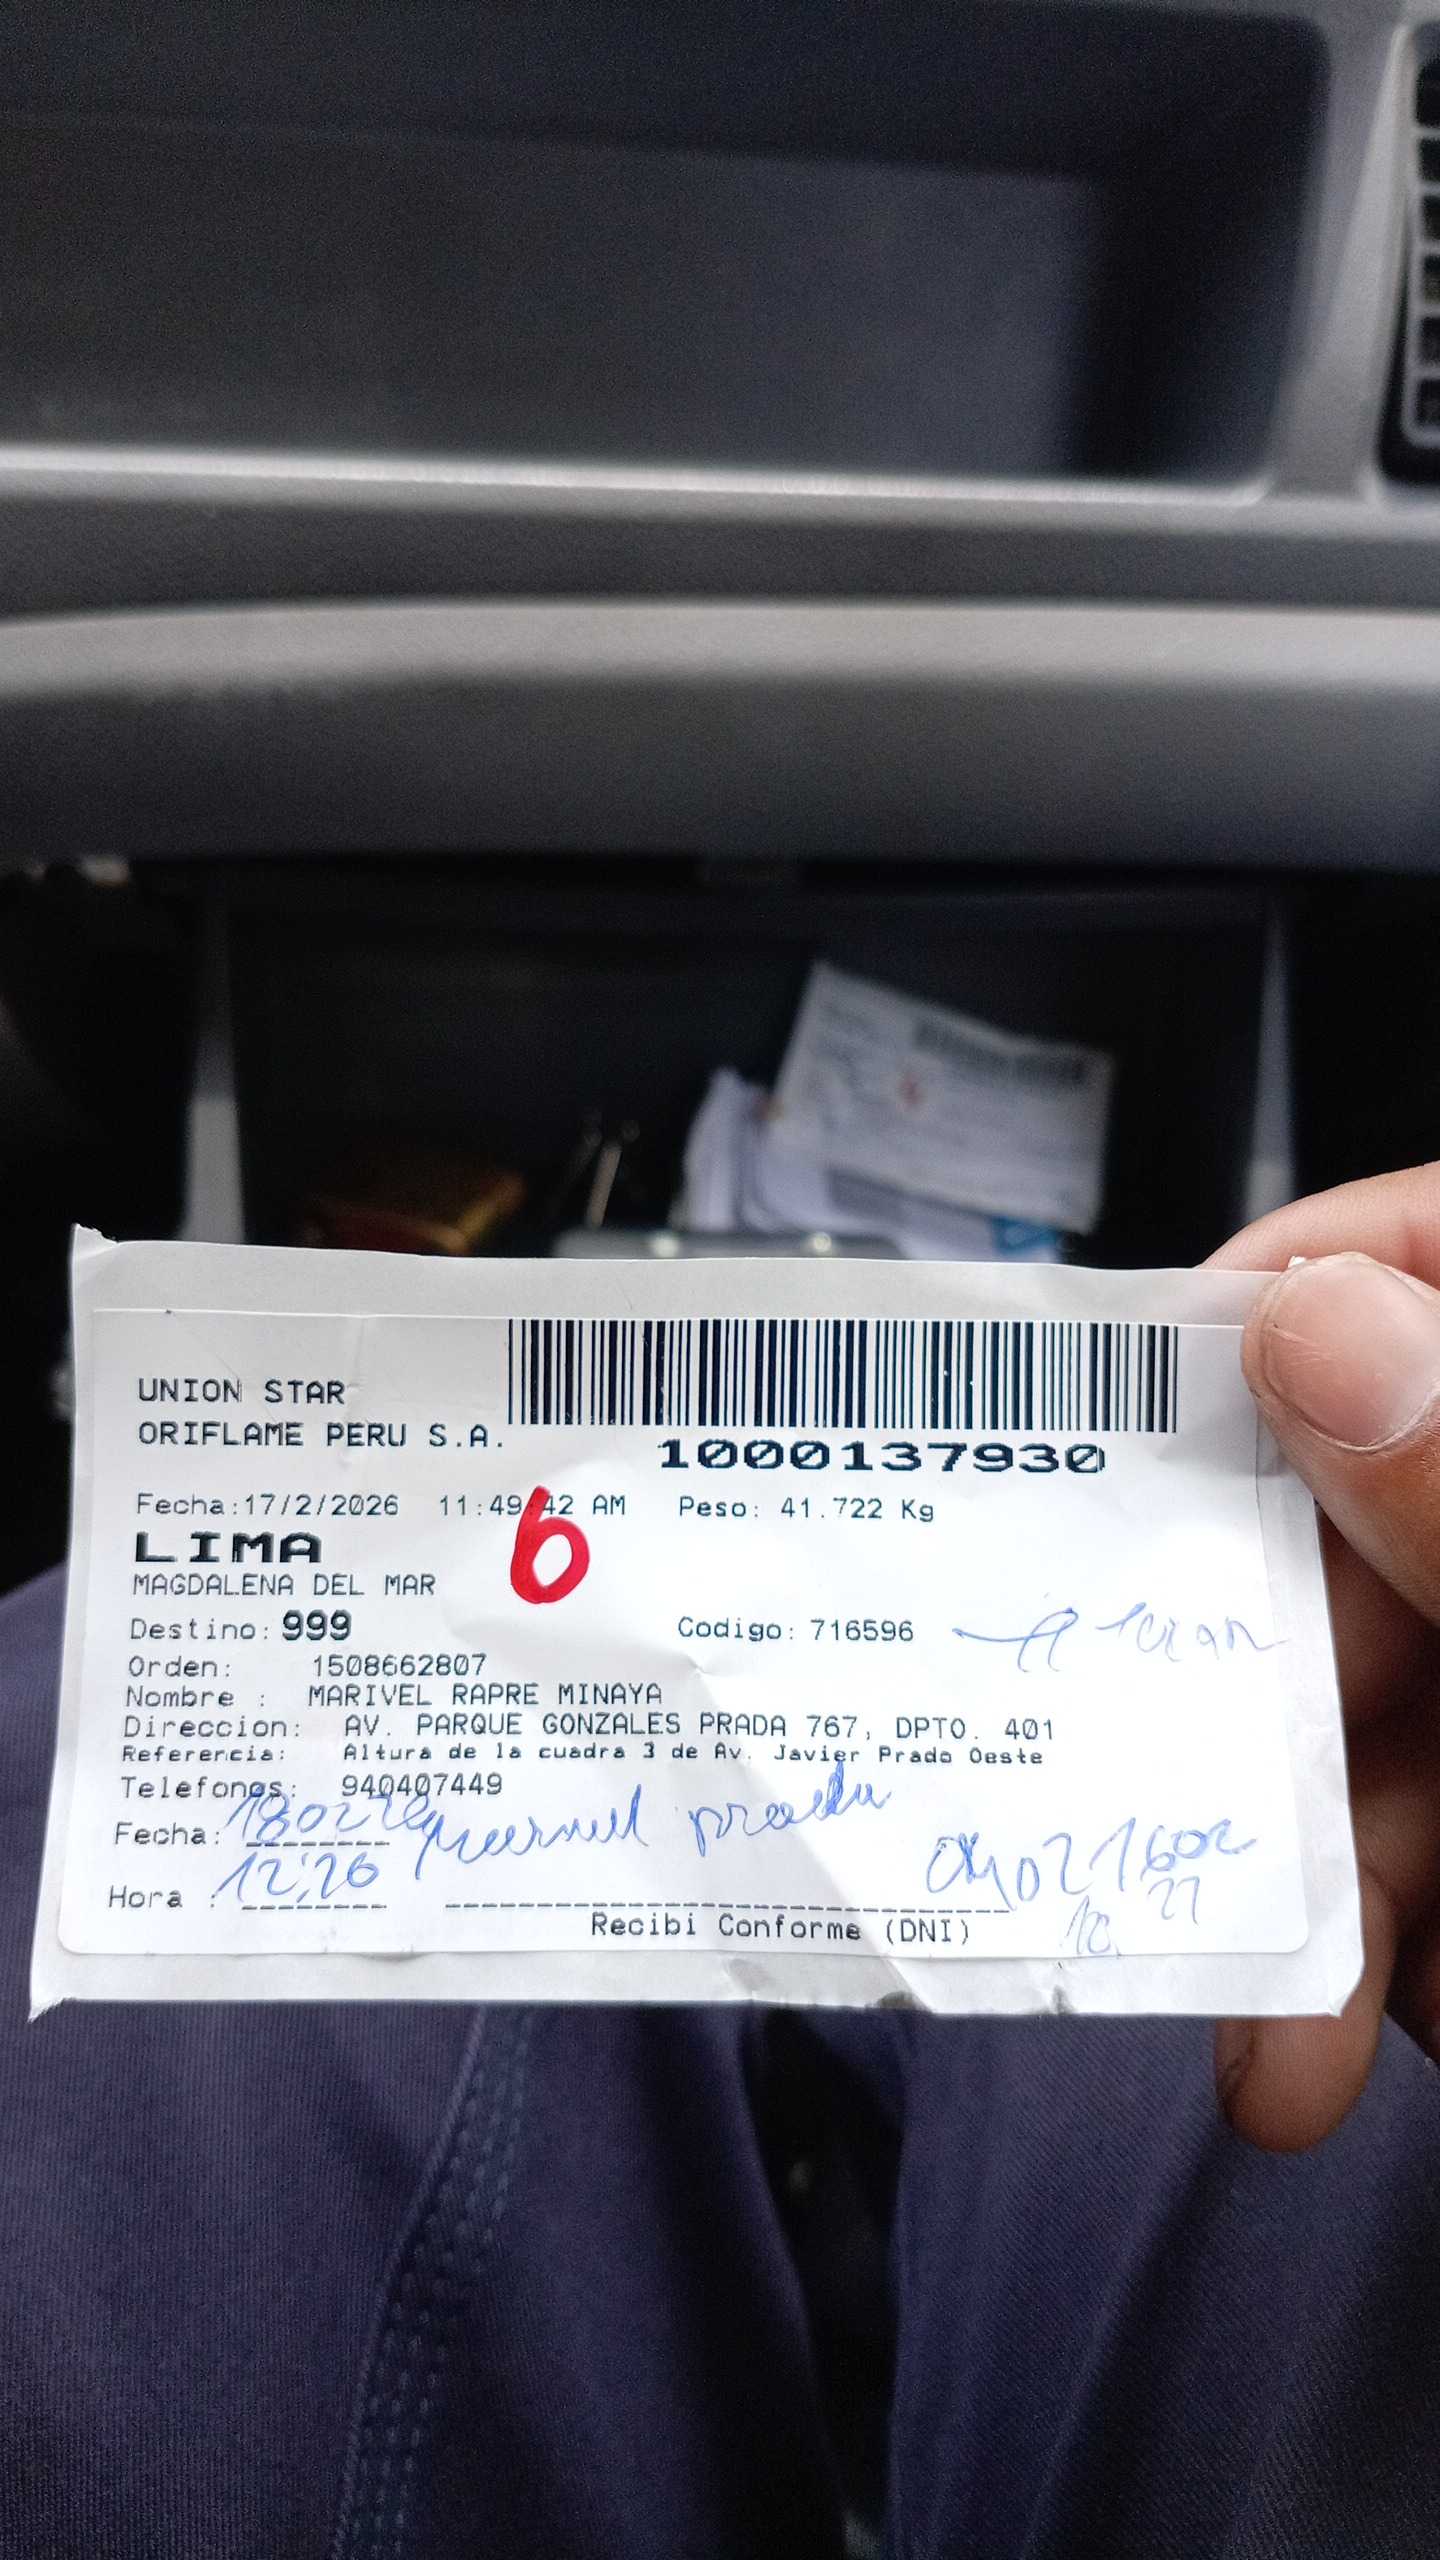 UNION STAR
ORIFLAME PERU S.A.
1000137930
Fecha:17/2/2026 11:49:42 AM Peso: 41.722 Kg
6
LIMA
MAGDALENA DEL MAR
Destino: 999 Codigo: 716596
Orden: 1508662807
Nombre : MARIVEL RAPRE MINAYA
Direccion: AV. PARQUE GONZALES PRADA 767, DPTO. 401
Referencia: Altura de la cuadra 3 de Av. Javier Prado Oeste
Telefonos: 940407449
Fecha: prada
Hora : 12:26
Recibi Conforme (DNI)